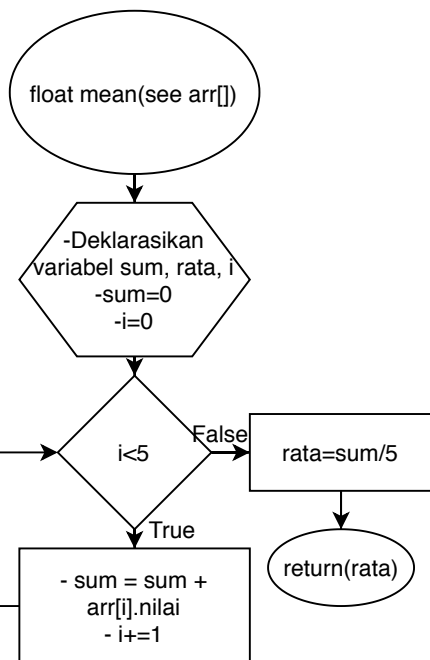 float mean(see arr[])
-Deklarasikan
variabel sum, rata, i
-sum=0
-i=0
i<5
False
rata=sum/5
True
return(rata)
- sum = sum +
arr[i].nilai
- i+=1